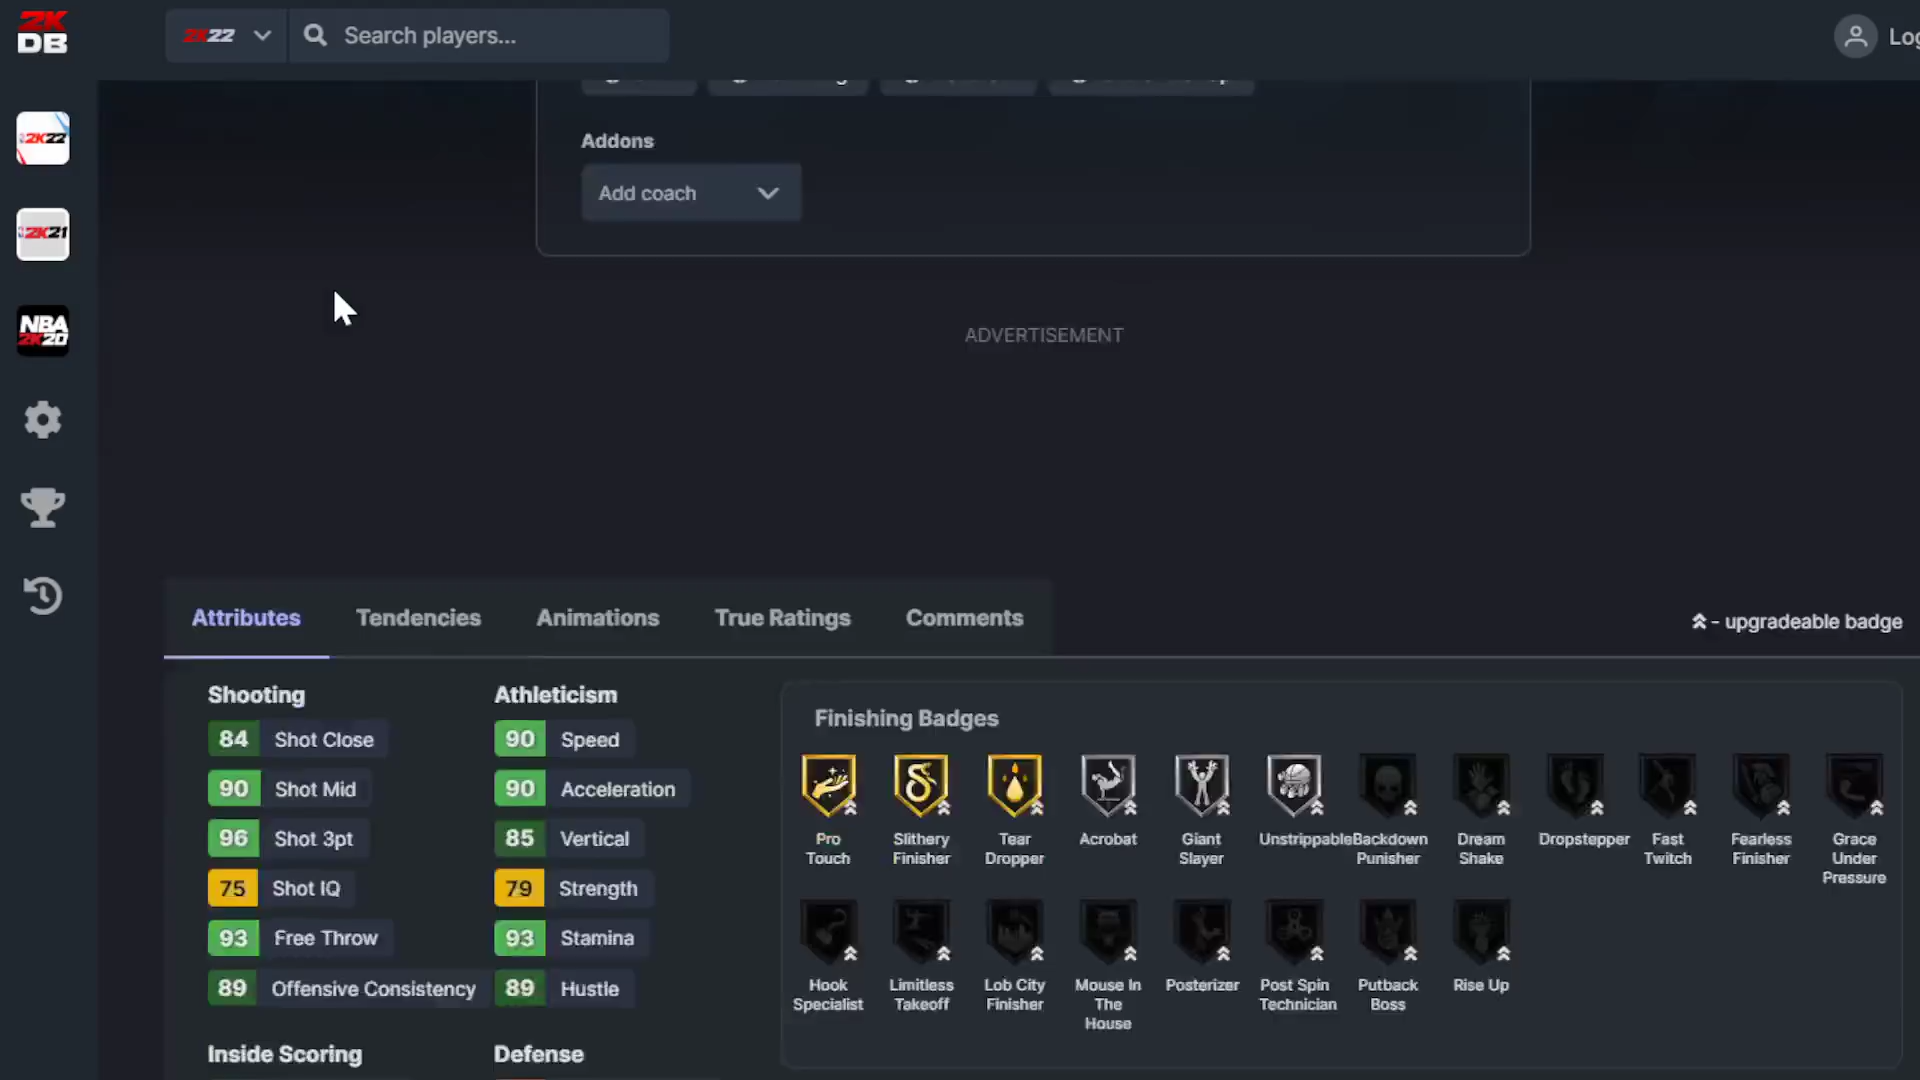 2K
DB
2K22
Search players...
Log
2K22
2K21
NBA
2K20
Addons
Add coach
ADVERTISEMENT
Attributes
Tendencies
Animations
True Ratings
Comments
- upgradeable badge
Shooting
84 Shot Close
90 Shot Mid
96 Shot 3pt
75 Shot IQ
93 Free Throw
89 Offensive Consistency
Inside Scoring
Athleticism
90 Speed
90 Acceleration
85 Vertical
79 Strength
93 Stamina
89 Hustle
Defense
Finishing Badges
Pro
Touch
Slithery
Finisher
Tear
Dropper
Acrobat
Giant
Slayer
Unstrippable
Backdown
Punisher
Dream
Shake
Dropstepper
Fast
Twitch
Fearless
Finisher
Grace
Under
Pressure
Hook
Specialist
Limitless
Takeoff
Lob City
Finisher
Mouse In
The
House
Posterizer
Post Spin
Technician
Putback
Boss
Rise Up